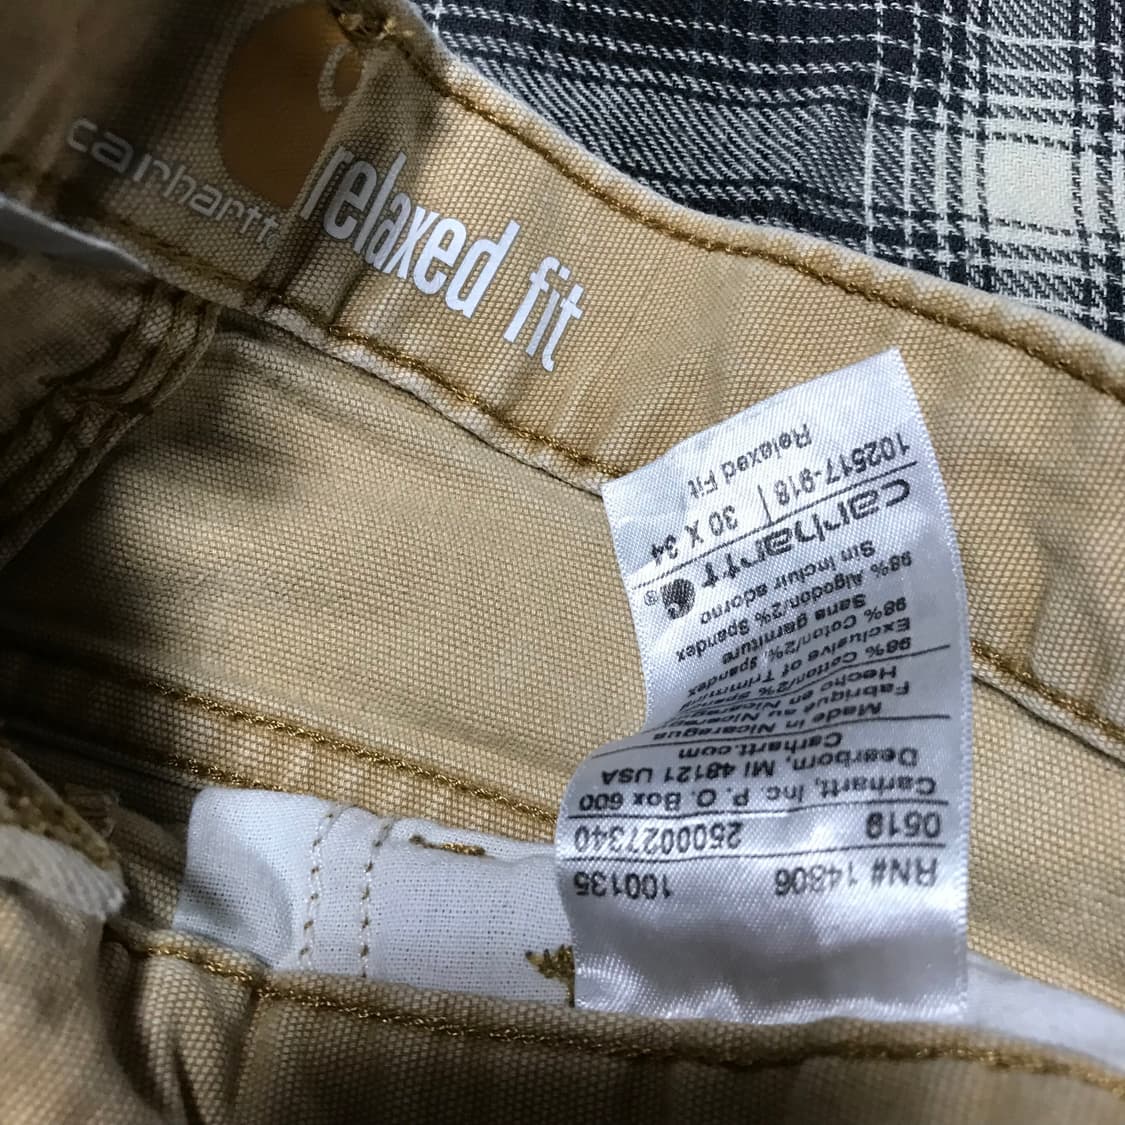 carhartt
relaxed fit
Relaxed Fit
102517-918 30 X 34
carhartt ®
Sin incluir adorno
98% Algodon/2% Spandex
Sans garniture
98% Coton/2% Spandex
Exclusive of Trimming
98% Cotton/2% Spandex
Hecho en Nicaragua
Fabriqué au Nicaragua
Made in Nicaragua
Carhartt.com
Dearborn, MI 48121 USA
Carhartt, Inc. P. O. Box 600
0519 2500027340
RN# 14806 100135